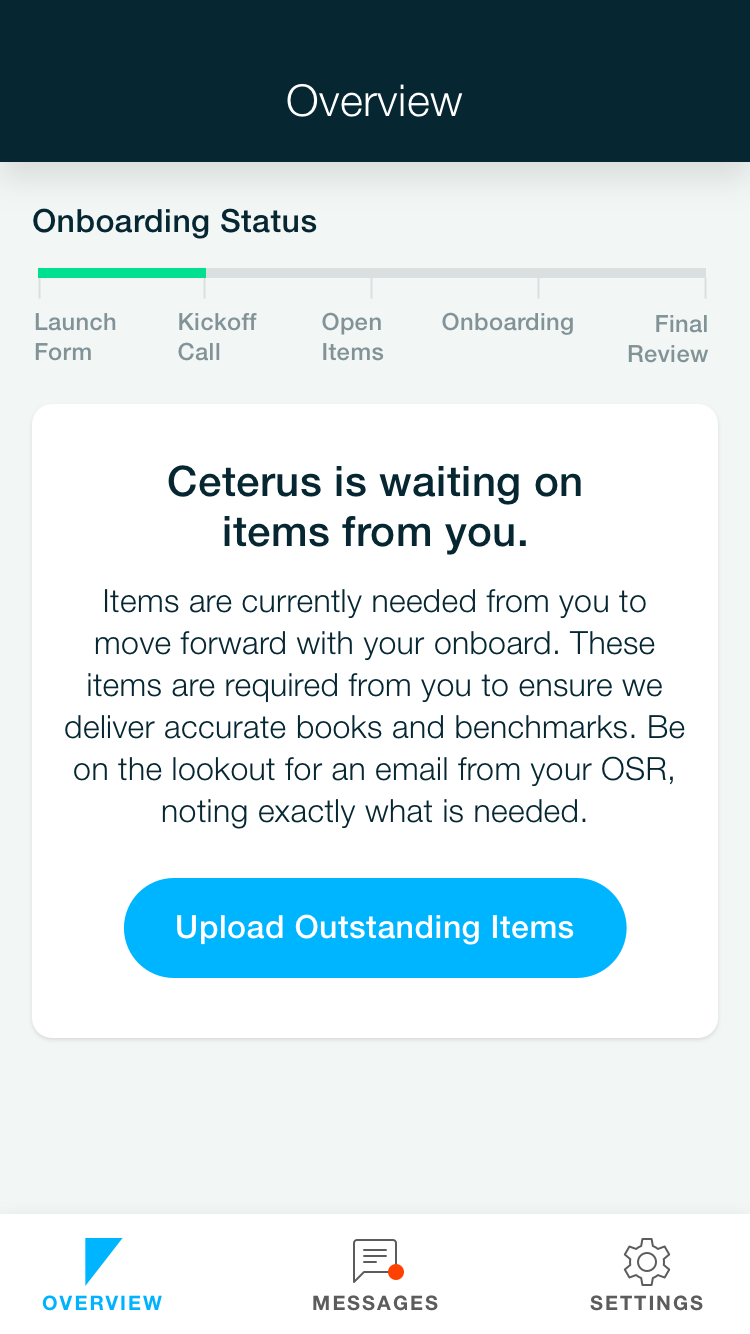 Overview
Onboarding Status
Launch
Form
Kickoff
Call
Open
Items
Onboarding
Final
Review
Ceterus is waiting on
items from you.
Items are currently needed from you to
move forward with your onboard. These
items are required from you to ensure we
deliver accurate books and benchmarks. Be
on the lookout for an email from your OSR,
noting exactly what is needed.
Upload Outstanding Items
OVERVIEW
MESSAGES
SETTINGS